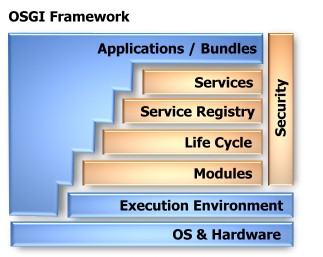 OSGI Framework
Applications / Bundles
Services
Service Registry
Life Cycle
Modules
Security
Execution Environment
OS & Hardware